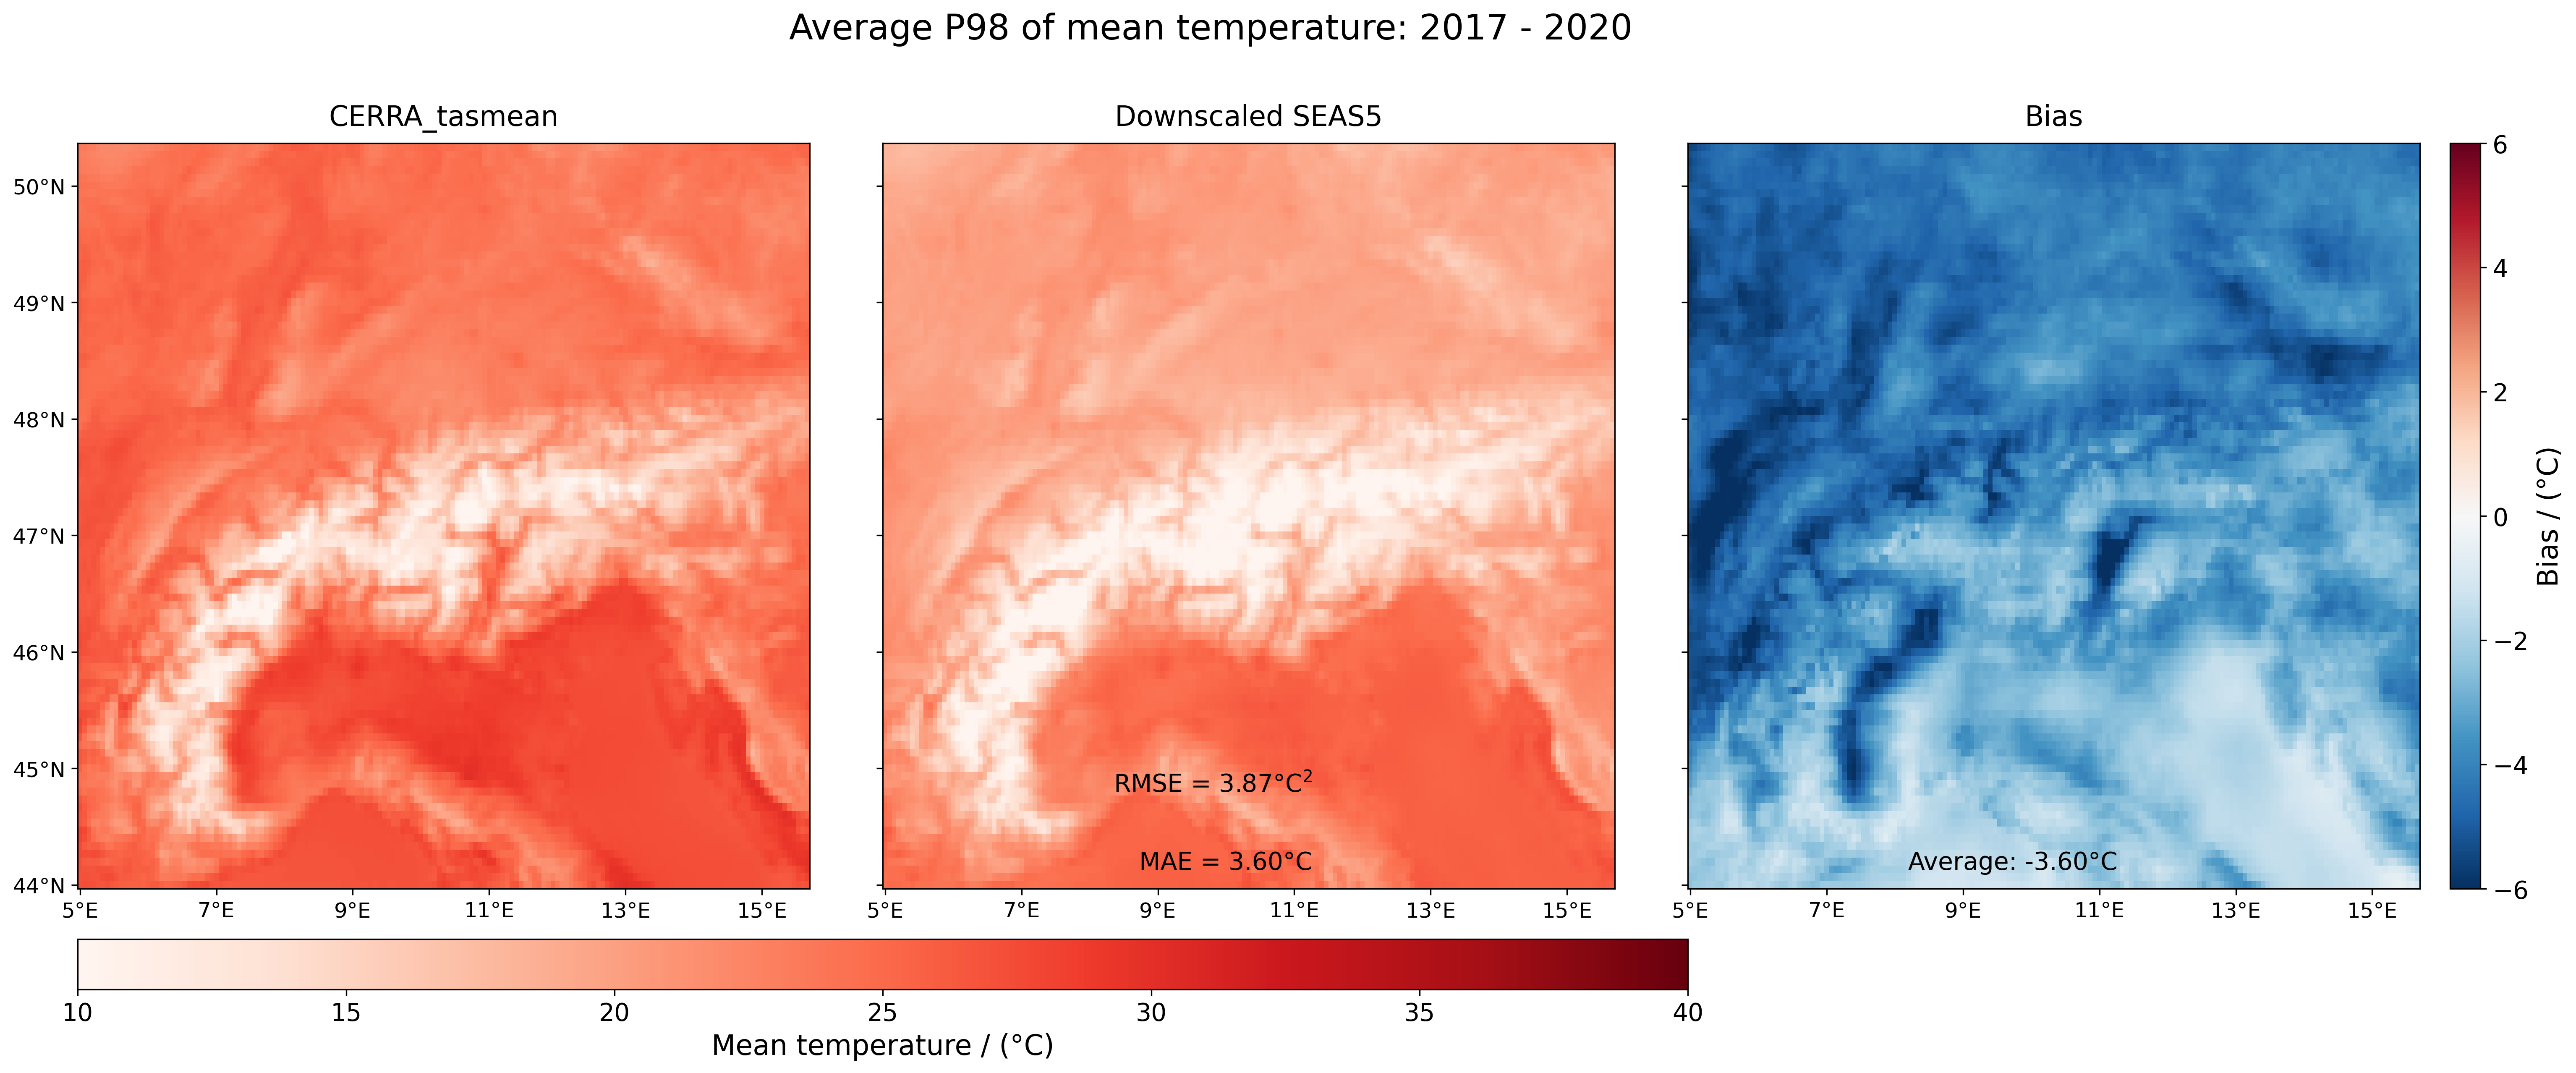 Average P98 of mean temperature: 2017 - 2020
CERRA_tasmean
Downscaled SEAS5
Bias
50°N
49°N
48°N
47°N
46°N
45°N
44°N
5°E 7°E 9°E 11°E 13°E 15°E
RMSE = 3.87°C²
MAE = 3.60°C
5°E 7°E 9°E 11°E 13°E 15°E
Average: -3.60°C
5°E 7°E 9°E 11°E 13°E 15°E
6
4
2
0
−2
−4
−6
Bias / (°C)
10 15 20 25 30 35 40
Mean temperature / (°C)